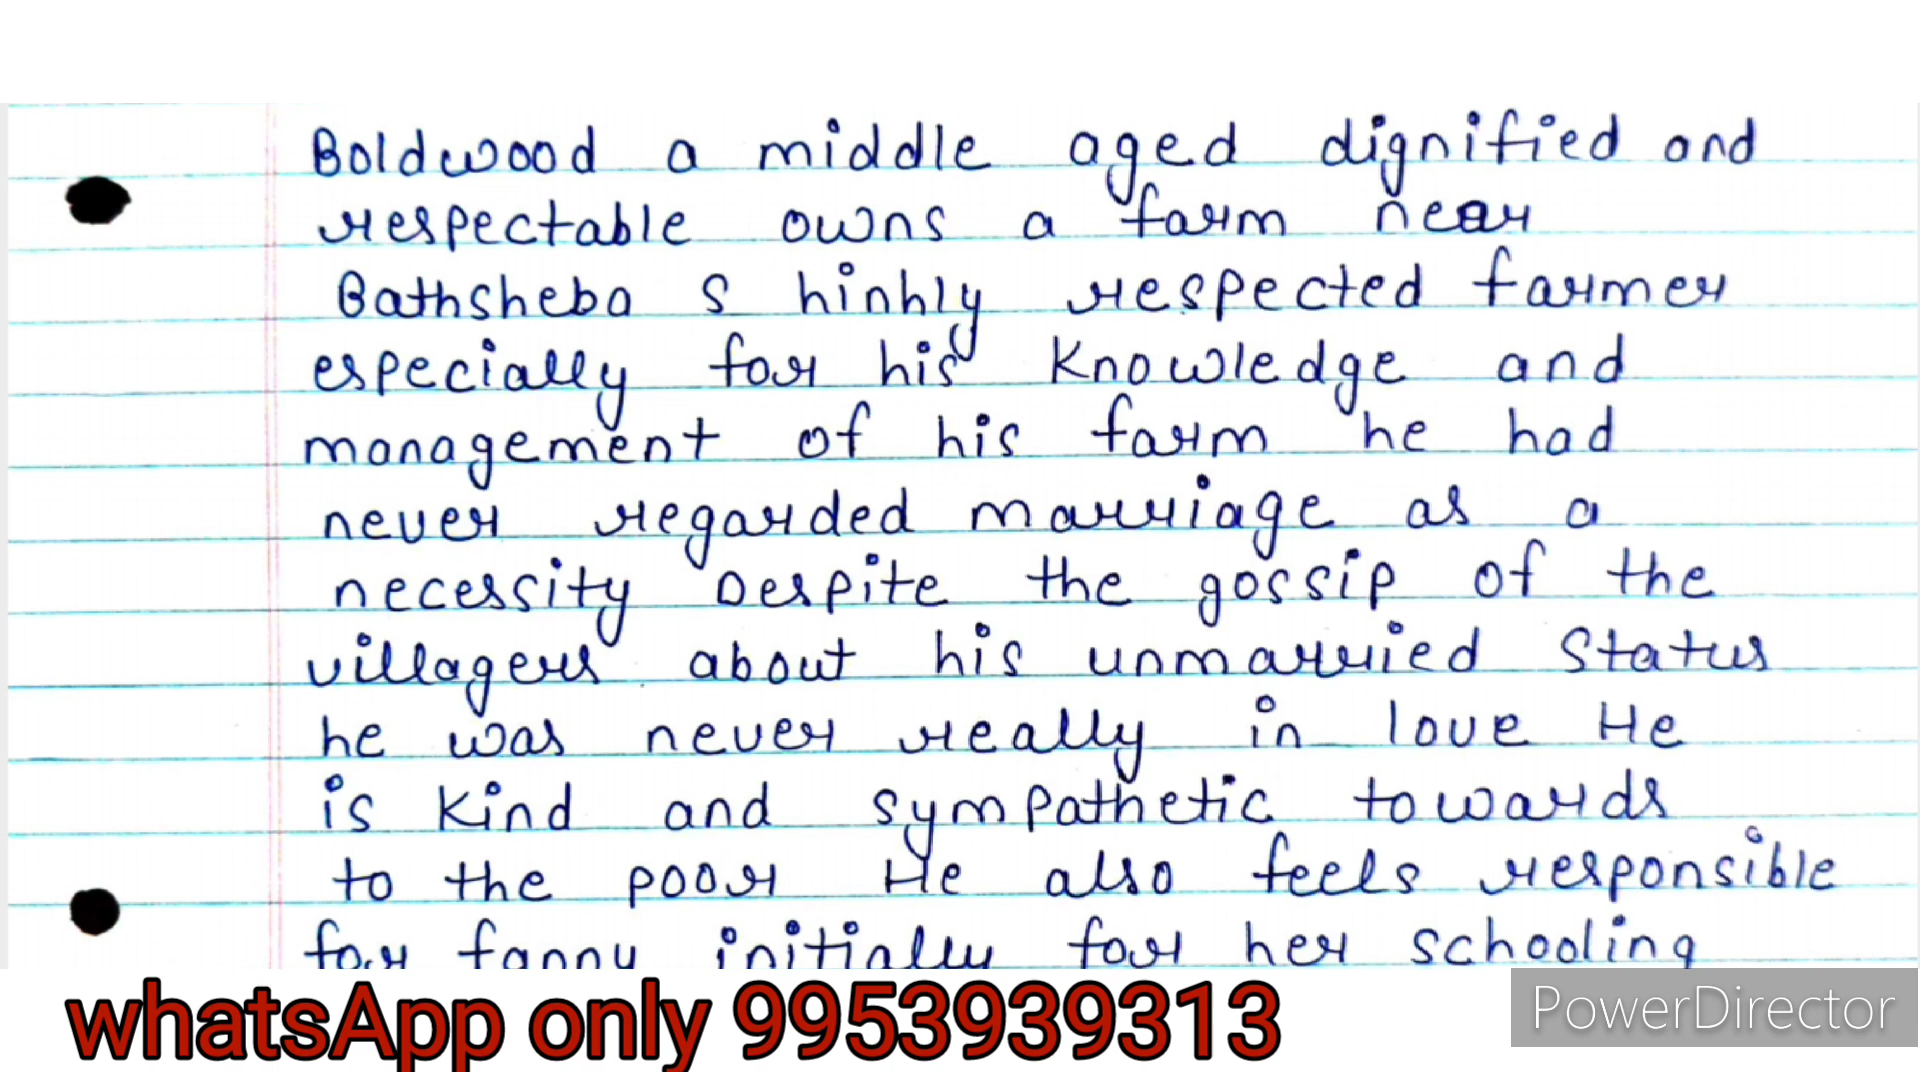 Boldwood a middle aged dignified and
respectable owns a farm near
Bathsheba s hinhly respected farmer
especially for his Knowledge and
management of his farm he had
never regarded marriage as a
necessity Despite the gossip of the
villagers about his unmarried Status
he was never really in love He
is Kind and sympathetic towards
to the poor He also feels responsible
for fanny initially for her schooling
whatsApp only 9953939313
PowerDirector